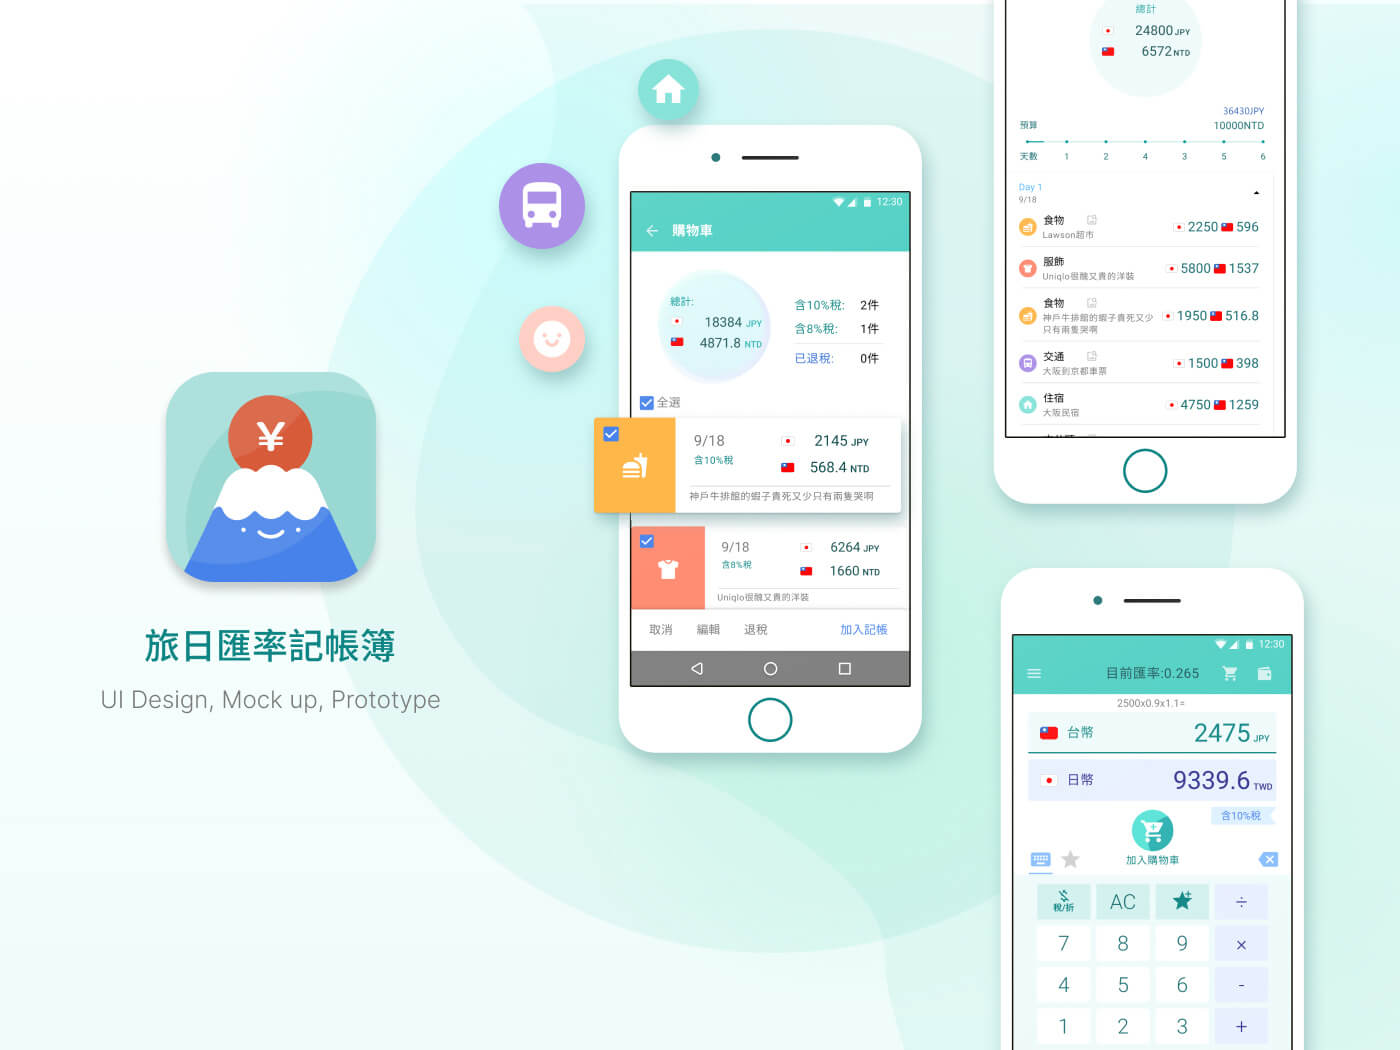 ¥
旅日匯率記帳簿
UI Design, Mock up, Prototype
12:30
購物車
總計:
18384 JPY
4871.8 NTD
含10%稅: 2件
含8%稅: 1件
已退稅: 0件
全選
9/18
含10%稅
2145 JPY
568.4 NTD
神戶牛排館的蝦子貴死又少只有兩隻哭啊
9/18
含8%稅
6264 JPY
1660 NTD
Uniqlo很醜又貴的洋裝
取消 編輯 退稅 加入記帳
總計
24800 JPY
6572 NTD
36430JPY
預算 10000NTD
天數 1 2 4 3 5 6
Day 1
9/18
食物
Lawson超市
2250 596
服飾
Uniqlo很醜又貴的洋裝
5800 1537
食物
神戶牛排館的蝦子貴死又少
只有兩隻哭啊
1950 516.8
交通
大阪到京都車票
1500 398
住宿
大阪民宿
4750 1259
12:30
目前匯率:0.265
2500x0.9x1.1=
台幣 2475 JPY
日幣 9339.6 TWD
含10%稅
加入購物車
稅/折 AC ÷
7 8 9 ×
4 5 6 -
1 2 3 +